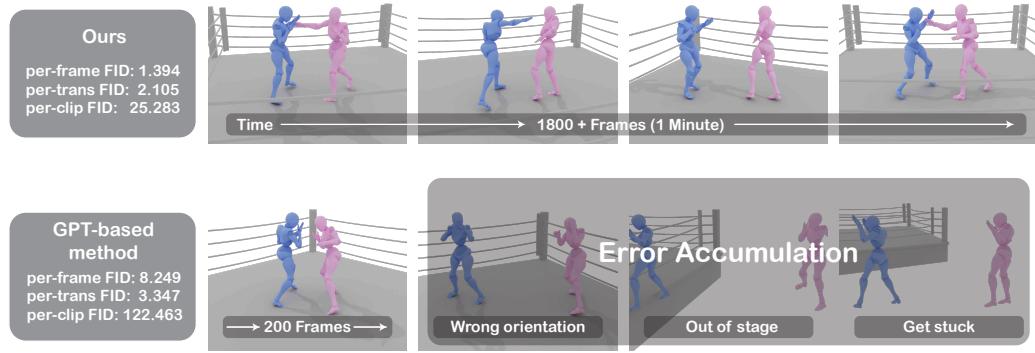 Ours
per-frame FID: 1.394
per-trans FID: 2.105
per-clip FID: 25.283
Time
1800 + Frames (1 Minute)
GPT-based
method
per-frame FID: 8.249
per-trans FID: 3.347
per-clip FID: 122.463
200 Frames
Error Accumulation
Wrong orientation
Out of stage
Get stuck